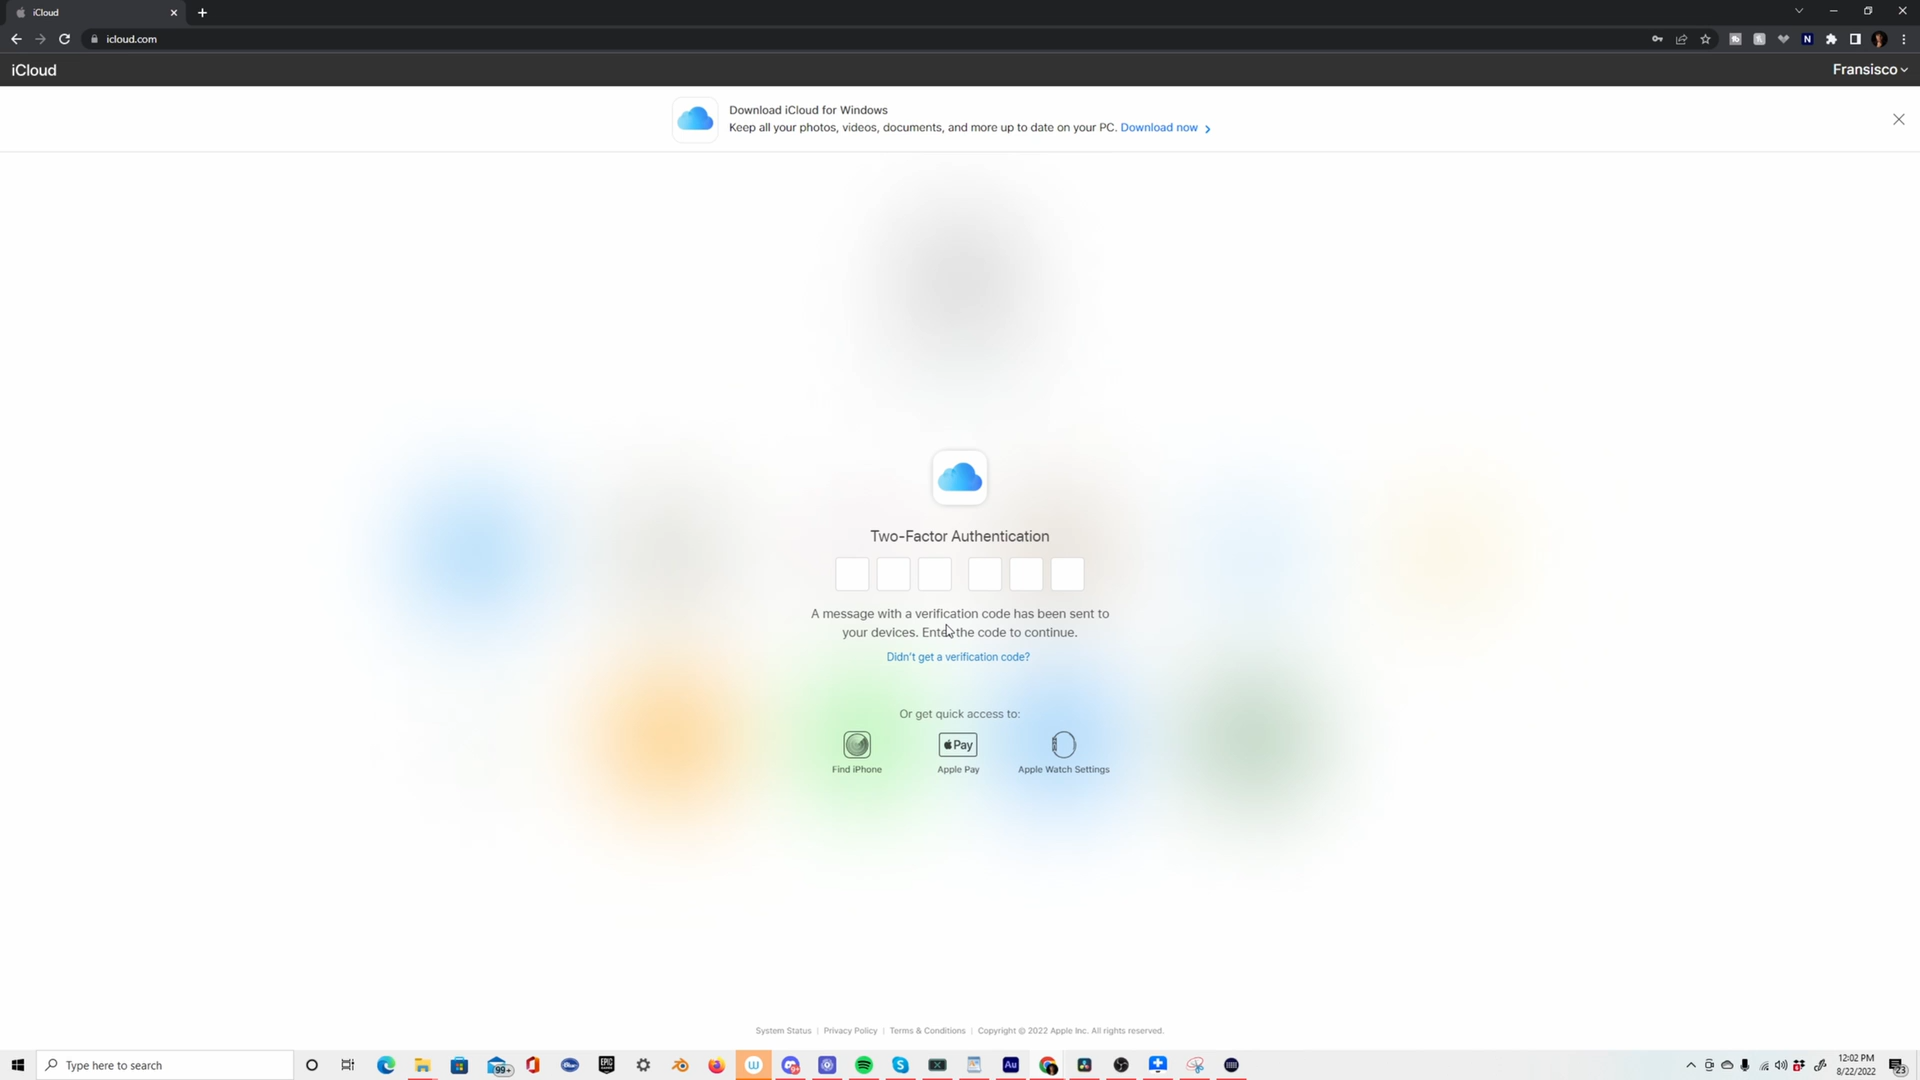 iCloud
icloud.com
N
iCloud
Fransisco
Download iCloud for Windows
Keep all your photos, videos, documents, and more up to date on your PC. Download now
Two-Factor Authentication
A message with a verification code has been sent to
your devices. Enter the code to continue.
Didn't get a verification code?
Or get quick access to:
Pay
Find iPhone
Apple Pay
Apple Watch Settings
System Status | Privacy Policy | Terms & Conditions | Copyright © 2022 Apple Inc. All rights reserved.
Type here to search
99+
EPIC
Au
12:02 PM
8/22/2022
23